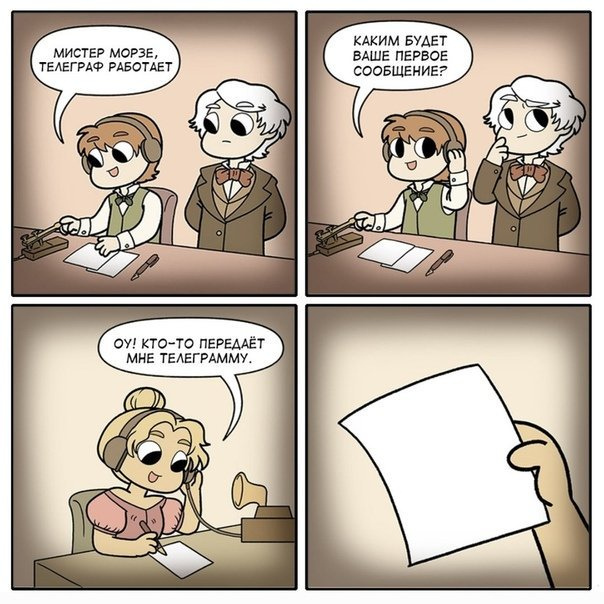 МИСТЕР МОРЗЕ,
ТЕЛЕГРАФ РАБОТАЕТ
КАКИМ БУДЕТ
ВАШЕ ПЕРВОЕ
СООБЩЕНИЕ?
ОУ! КТО-ТО ПЕРЕДАЁТ
МНЕ ТЕЛЕГРАММУ.